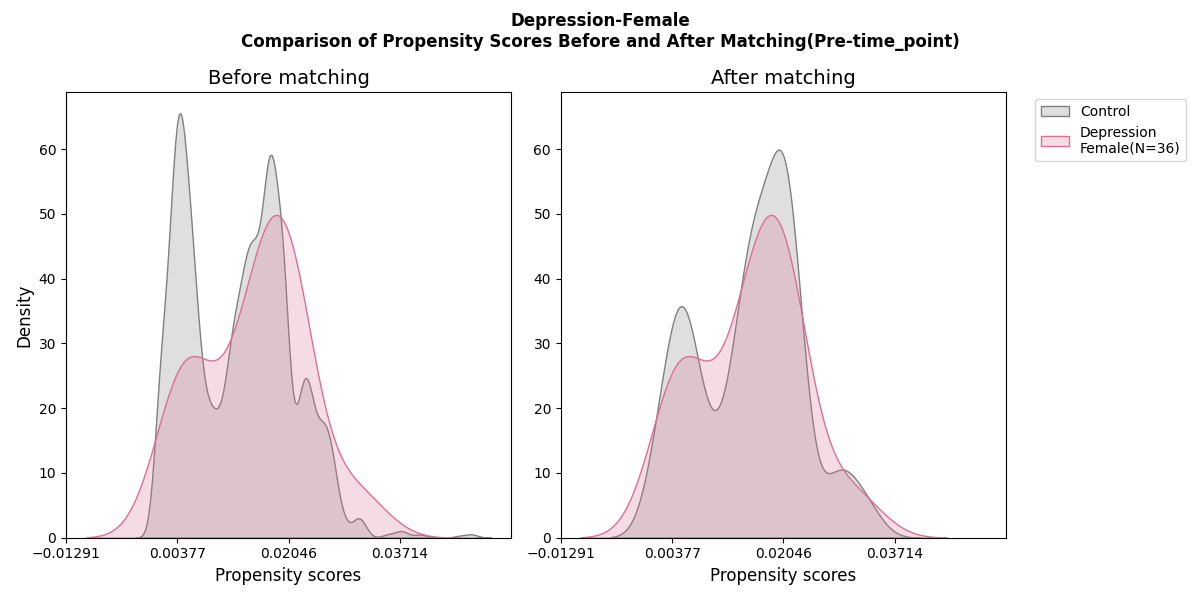 Depression-Female
Comparison of Propensity Scores Before and After Matching(Pre-time_point)
Before matching
After matching
Density
60
50
40
30
20
10
0
−0.01291
0.00377
0.02046
0.03714
Propensity scores
60
50
40
30
20
10
0
−0.01291
0.00377
0.02046
0.03714
Propensity scores
Control
Depression
Female(N=36)